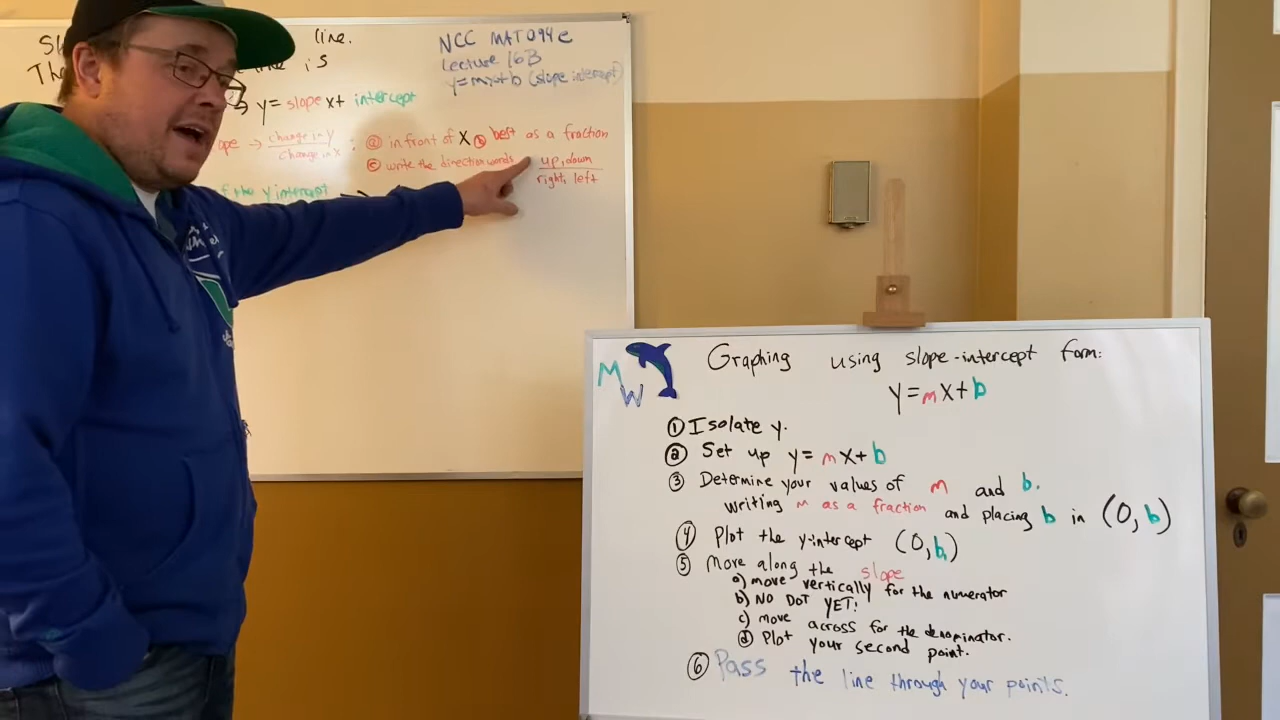 line.
is
y = slope x + intercept
change in y
change in x
: ⓐ in front of x ⓑ best as a fraction
ⓒ write the direction words up, down
right, left
the y intercept
NCC MAT094e
Lecture 16B
y=mx+b (slope intercept)
MW
Graphing using slope-intercept form:
y=mx+b
① Isolate y.
② Set up y=mx+b
③ Determine your values of m and b.
writing m as a fraction and placing b in (0,b)
④ Plot the y-intercept (0,b)
⑤ Move along the slope
a) move vertically for the numerator
b) NO DOT YET!
c) move across for the denominator.
ⓓ Plot your second point.
⑥ Pass the line through your points.